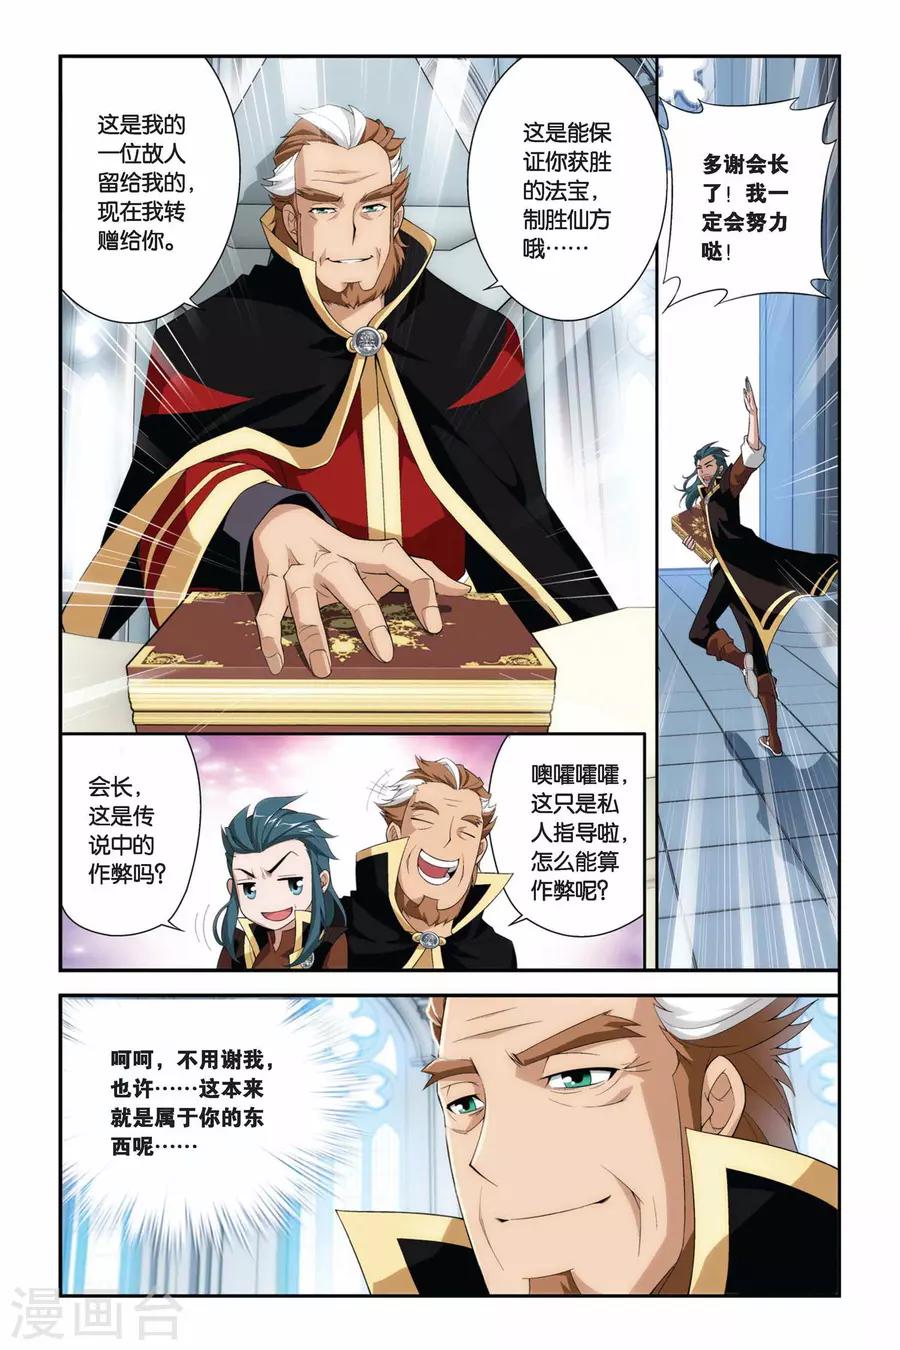 这是我的
一位故人
留给我的，
现在我转
赠给你。
这是能保
证你获胜
的法宝，
制胜仙方
哦……
多谢会长
了！我一
定会努力
哒！
会长，
这是传
说中的
作弊吗？
噢嚯嚯嚯，
这只是私
人指导啦，
怎么能算
作弊呢？
呵呵，不用谢我，
也许……这本来
就是属于你的东
西呢……
漫画台